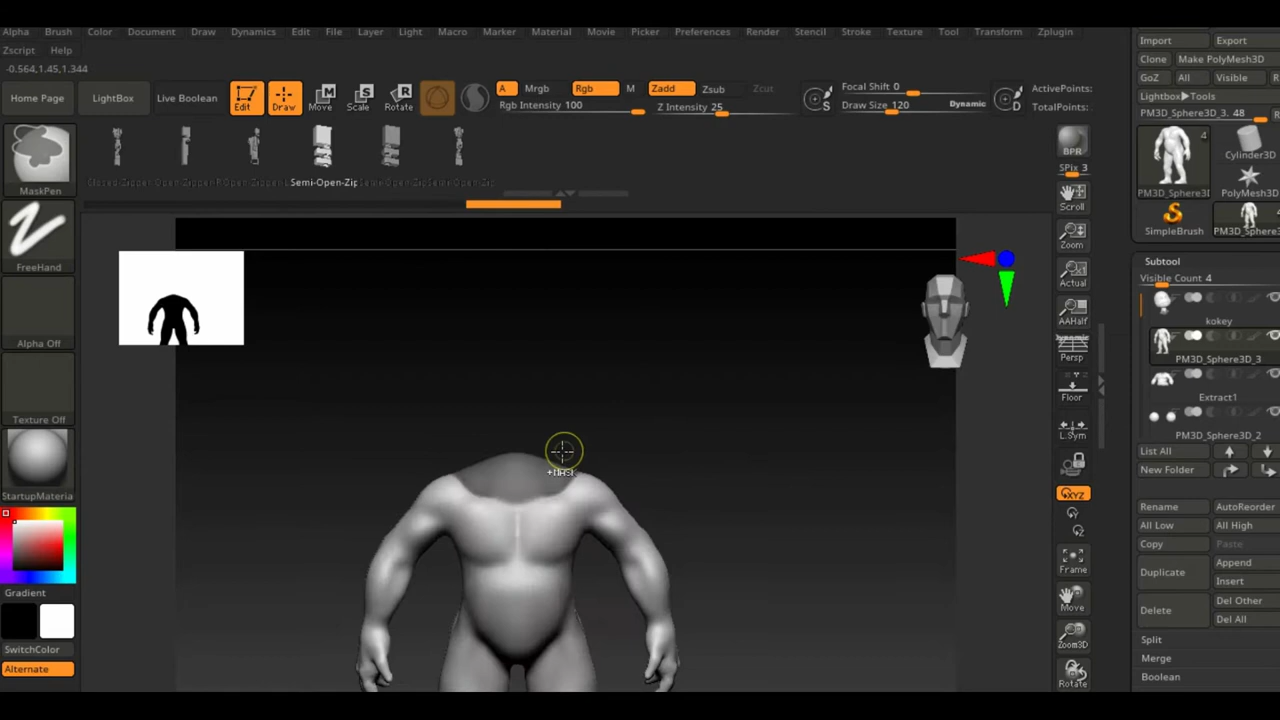 Alpha Brush Color Document Draw Dynamics Edit File Layer Light Macro Marker Material Movie Picker Preferences Render Stencil Stroke Texture Tool Transform Zplugin
Zscript Help
-0.564,1.45,1.344
Import Export
Clone Make PolyMesh3D
GoZ All Visible R
Lightbox▶Tools
PM3D_Sphere3D_3. 48 R
Home Page LightBox Live Boolean Edit Draw Move Scale Rotate
A Mrgb Rgb M Zadd Zsub Zcut
Rgb Intensity 100 Z Intensity 25
S Focal Shift 0
Draw Size 120 Dynamic D
ActivePoints:
TotalPoints:
MaskPen
Semi-Open-Zip
BPR
SPix 3
4
Cylinder3D
PM3D_Sphere3D PolyMesh3D
SimpleBrush PM3D_Sphere3
4
FreeHand
Scroll
Zoom
Actual
AAHalf
Dynamic
Persp
Floor
L.Sym
XYZ
Y
Z
Frame
Move
Zoom3D
Rotate
Subtool
Visible Count 4
kokey
PM3D_Sphere3D_3
Extract1
PM3D_Sphere3D_2
List All
New Folder
Rename AutoReorder
All Low All High
Copy Paste
Duplicate Append
Insert
Delete Del Other
Del All
Split
Merge
Boolean
Alpha Off
Texture Off
StartupMateria
Gradient
SwitchColor
Alternate
+MASK